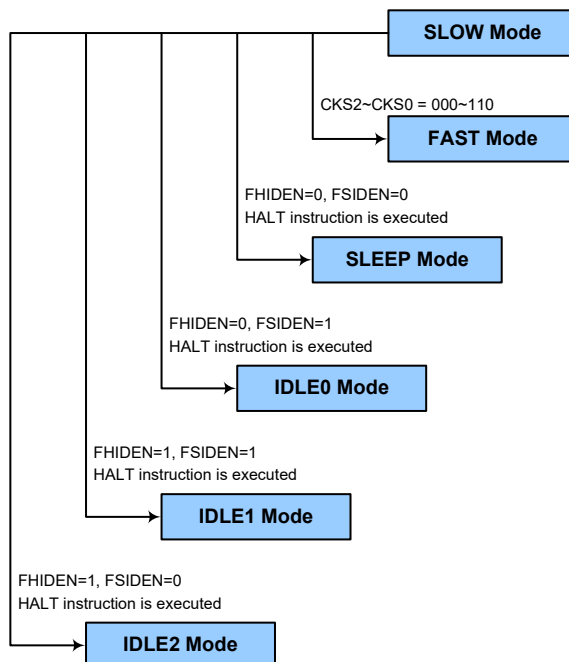 SLOW Mode
CKS2~CKS0 = 000~110
FAST Mode
FHIDEN=0, FSIDEN=0
HALT instruction is executed
SLEEP Mode
FHIDEN=0, FSIDEN=1
HALT instruction is executed
IDLE0 Mode
FHIDEN=1, FSIDEN=1
HALT instruction is executed
IDLE1 Mode
FHIDEN=1, FSIDEN=0
HALT instruction is executed
IDLE2 Mode